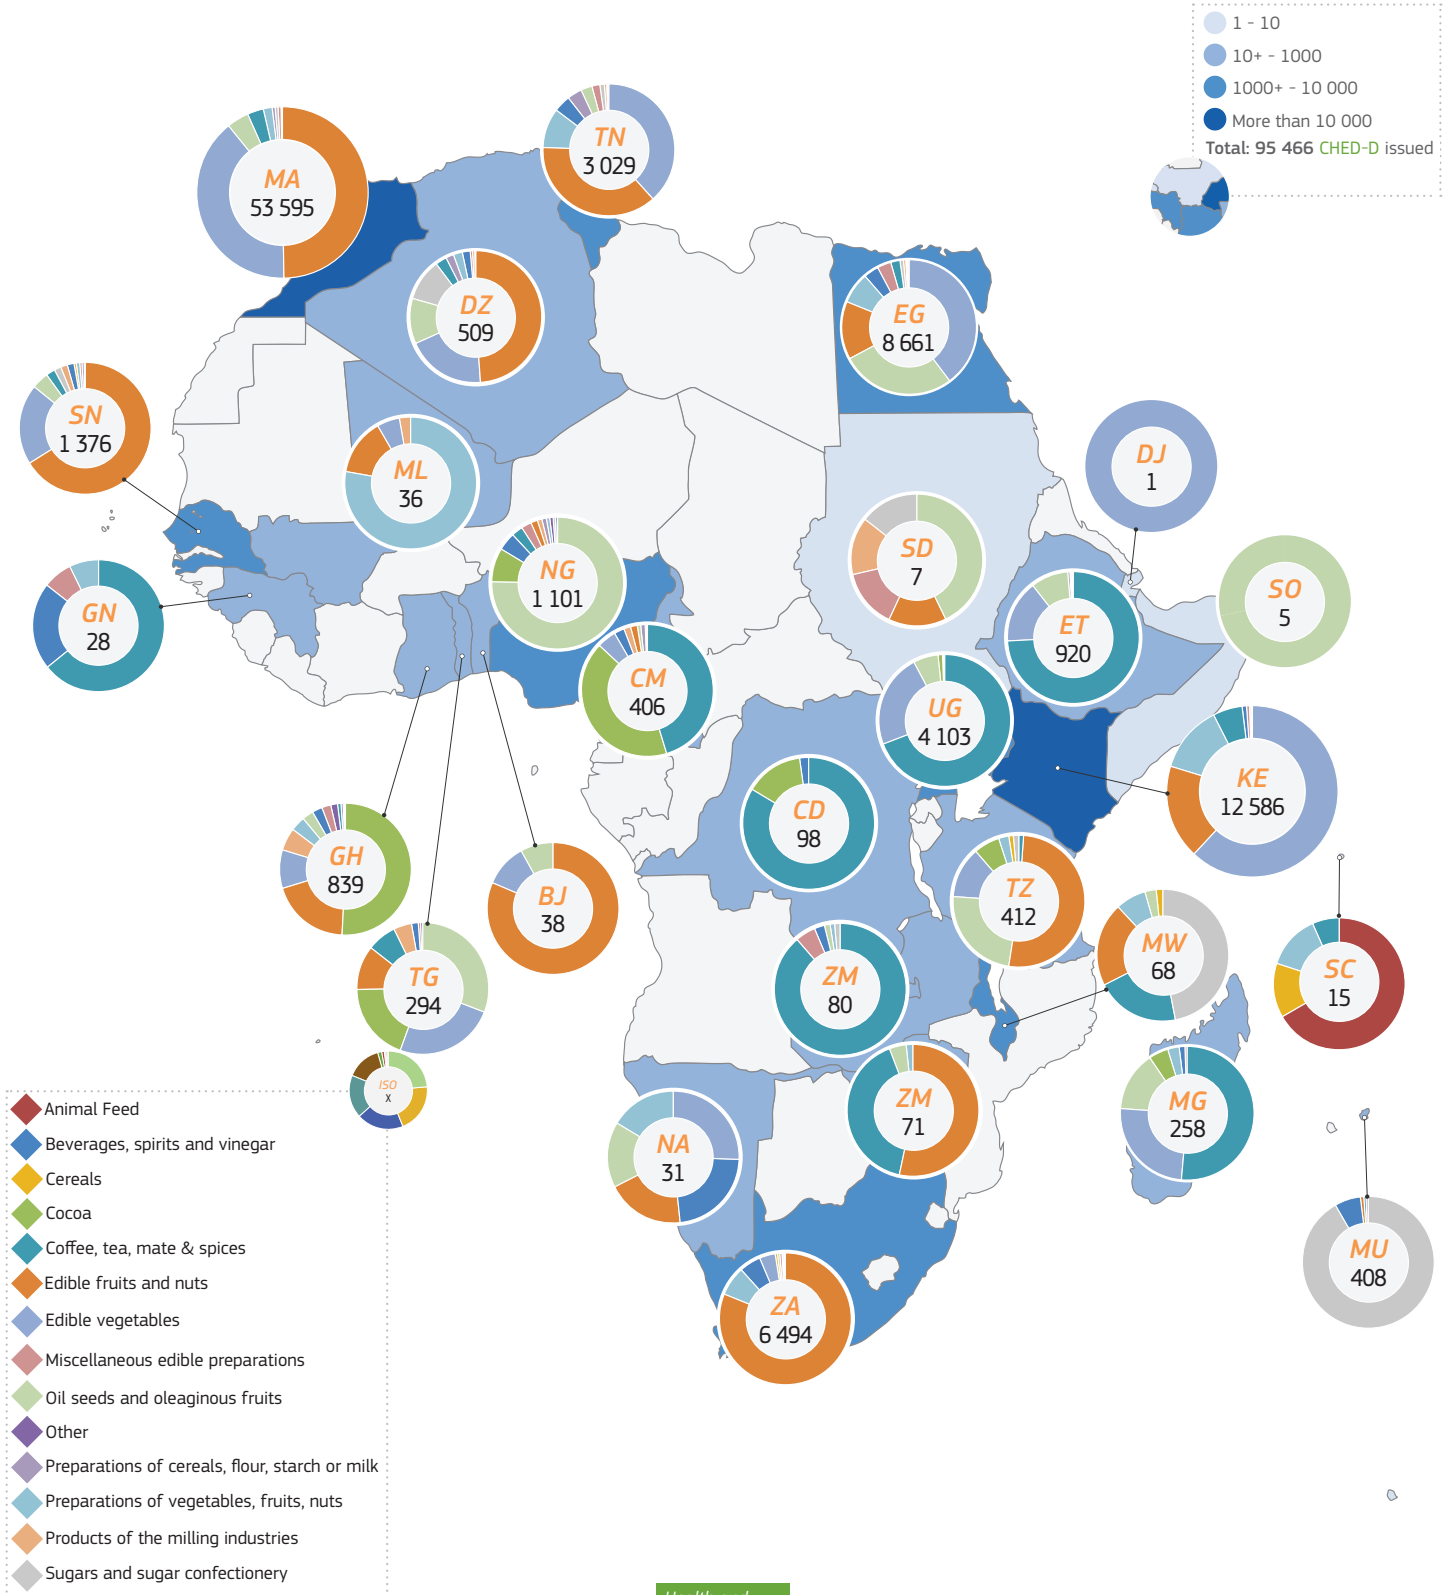 1 - 10
10+ - 1000
1000+ - 10 000
More than 10 000
Total: 95 466 CHED-D issued
TN
3 029
MA
53 595
DZ
509
EG
8 661
SN
1 376
ML
36
DJ
1
NG
1 101
SD
7
SO
5
GN
28
ET
920
CM
406
UG
4 103
KE
12 586
CD
98
GH
839
BJ
38
TZ
412
MW
68
TG
294
ZM
80
SC
15
ISO
X
ZM
71
MG
258
NA
31
MU
408
ZA
6 494
Animal Feed
Beverages, spirits and vinegar
Cereals
Cocoa
Coffee, tea, mate & spices
Edible fruits and nuts
Edible vegetables
Miscellaneous edible preparations
Oil seeds and oleaginous fruits
Other
Preparations of cereals, flour, starch or milk
Preparations of vegetables, fruits, nuts
Products of the milling industries
Sugars and sugar confectionery
Health and